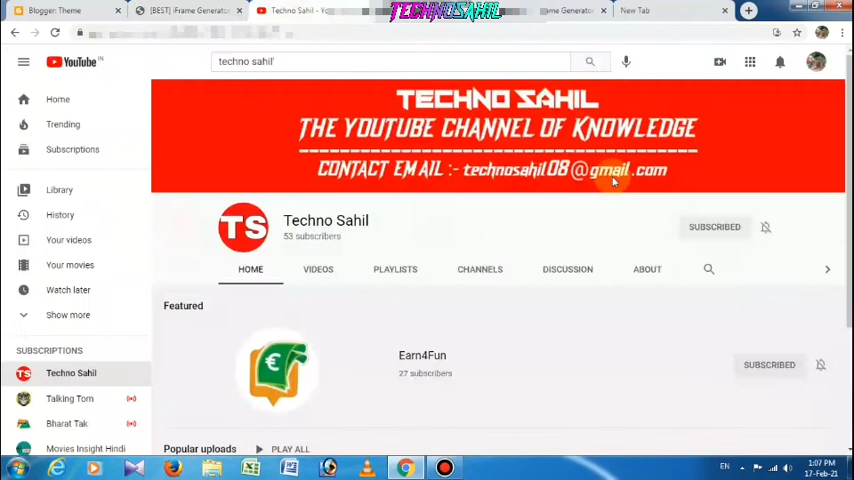 Blogger: Theme
[BEST] iFrame Generator
Techno Sahil - Yo
TECHNOSAHIL
rame Generator
New Tab
YouTube IN
techno sahil'
TECHNO SAHIL
THE YOUTUBE CHANNEL OF KNOWLEDGE
CONTACT EMAIL :- technosahil08@gmail.com
Home
Trending
Subscriptions
Library
History
Your videos
Your movies
Watch later
Show more
SUBSCRIPTIONS
TS Techno Sahil
Talking Tom
Bharat Tak
Movies Insight Hindi
TS
Techno Sahil
53 subscribers
SUBSCRIBED
HOME VIDEOS PLAYLISTS CHANNELS DISCUSSION ABOUT
Featured
Earn4Fun
27 subscribers
SUBSCRIBED
Popular uploads PLAY ALL
EN
1:07 PM
17-Feb-21